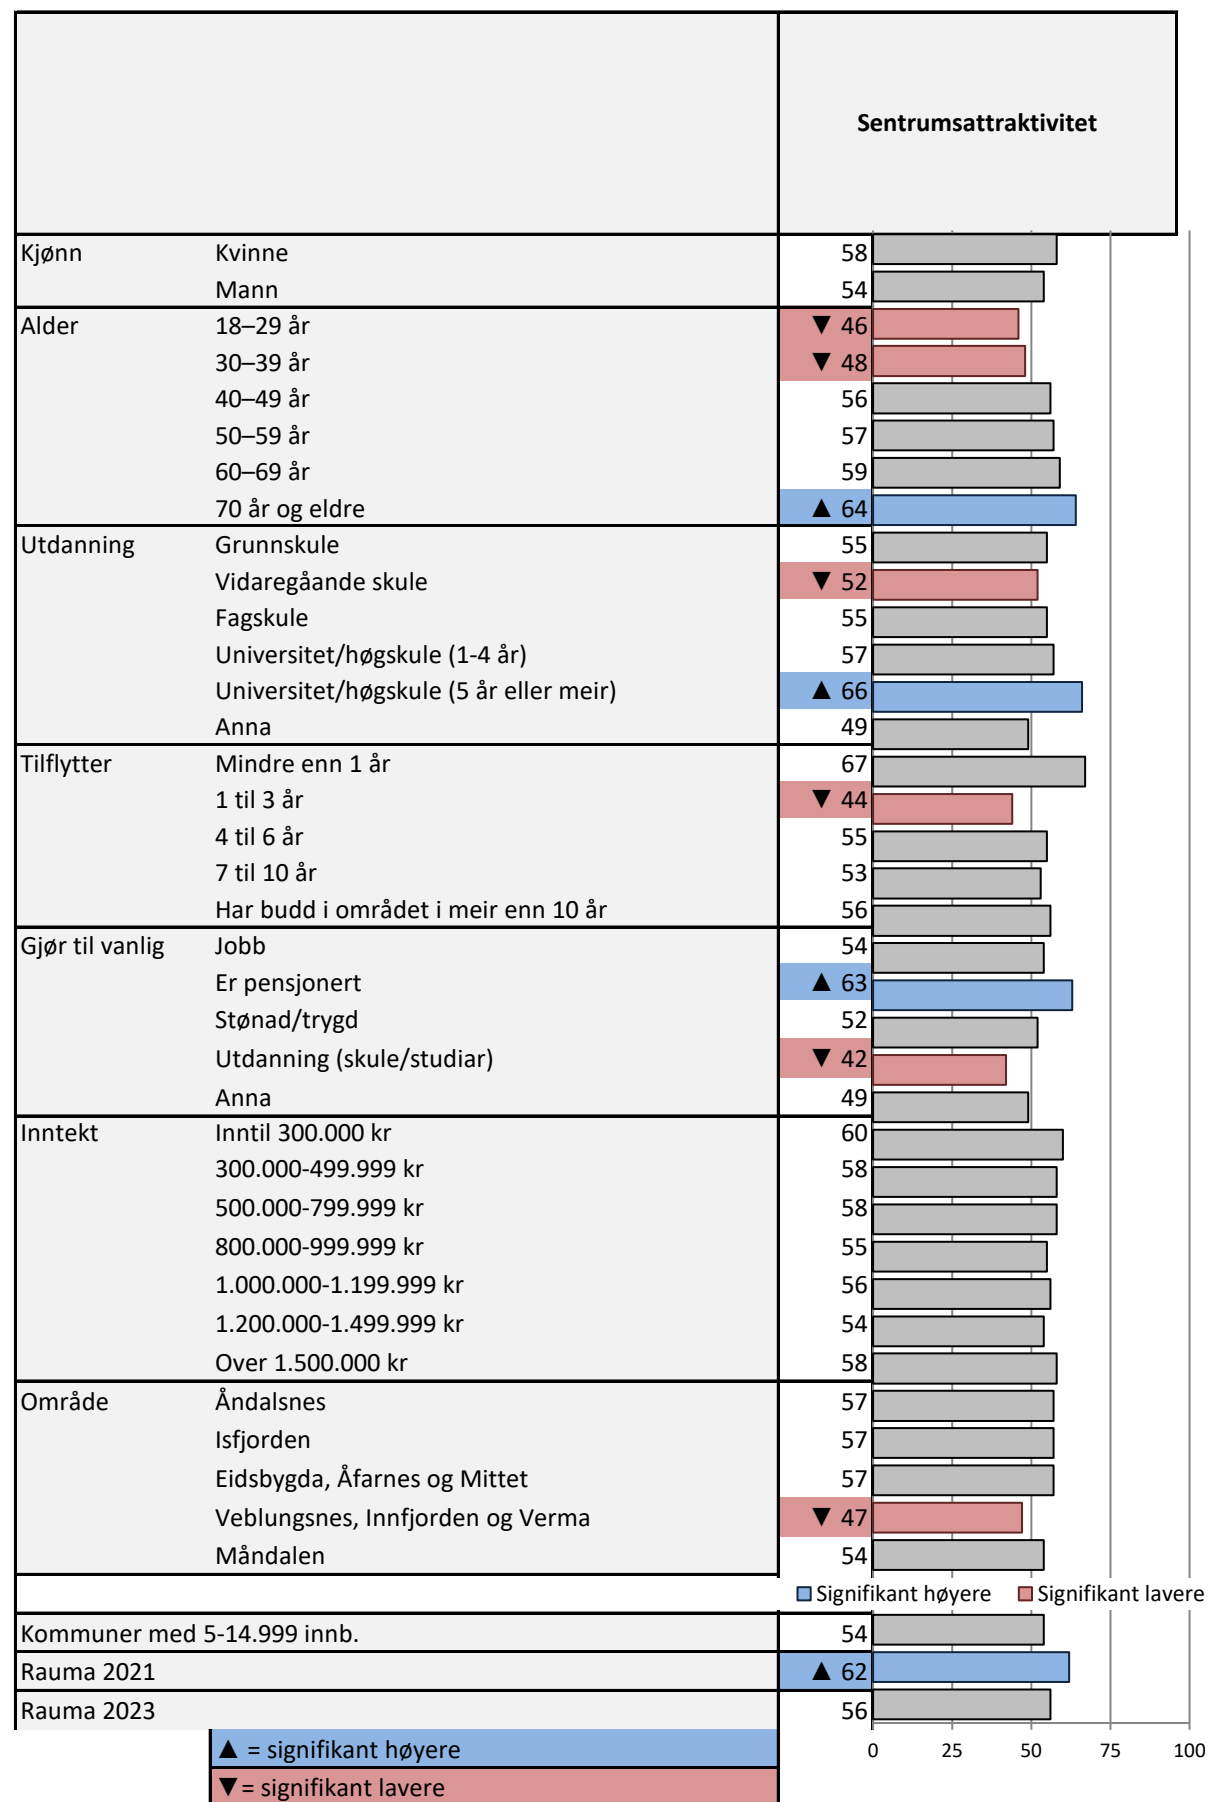 Sentrumsattraktivitet
Kjønn Kvinne 58
Mann 54
Alder 18–29 år ▼ 46
30–39 år ▼ 48
40–49 år 56
50–59 år 57
60–69 år 59
70 år og eldre ▲ 64
Utdanning Grunnskule 55
Vidaregåande skule ▼ 52
Fagskule 55
Universitet/høgskule (1-4 år) 57
Universitet/høgskule (5 år eller meir) ▲ 66
Anna 49
Tilflytter Mindre enn 1 år 67
1 til 3 år ▼ 44
4 til 6 år 55
7 til 10 år 53
Har budd i området i meir enn 10 år 56
Gjør til vanlig Jobb 54
Er pensjonert ▲ 63
Stønad/trygd 52
Utdanning (skule/studiar) ▼ 42
Anna 49
Inntekt Inntil 300.000 kr 60
300.000-499.999 kr 58
500.000-799.999 kr 58
800.000-999.999 kr 55
1.000.000-1.199.999 kr 56
1.200.000-1.499.999 kr 54
Over 1.500.000 kr 58
Område Åndalsnes 57
Isfjorden 57
Eidsbygda, Åfarnes og Mittet 57
Veblungsnes, Innfjorden og Verma ▼ 47
Måndalen 54
Signifikant høyere Signifikant lavere
Kommuner med 5-14.999 innb. 54
Rauma 2021 ▲ 62
Rauma 2023 56
0 25 50 75 100
▲ = signifikant høyere
▼= signifikant lavere